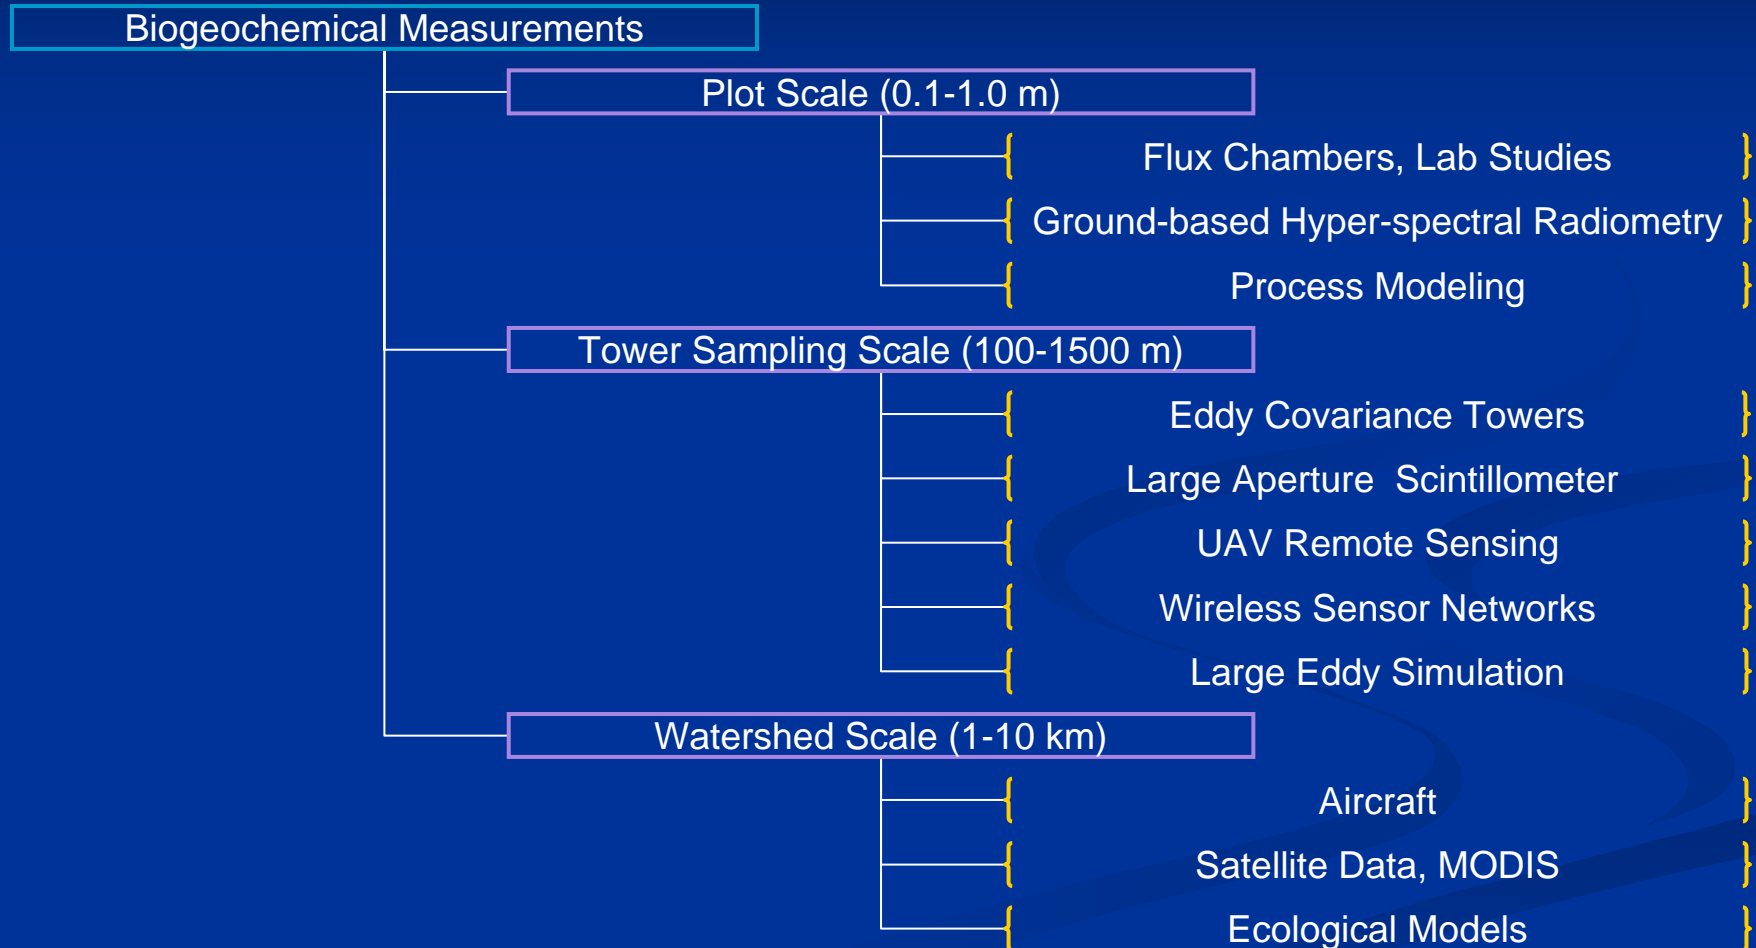 Biogeochemical Measurements
Plot Scale (0.1-1.0 m)
Flux Chambers, Lab Studies
Ground-based Hyper-spectral Radiometry
Process Modeling
Tower Sampling Scale (100-1500 m)
Eddy Covariance Towers
Large Aperture  Scintillometer
UAV Remote Sensing
Wireless Sensor Networks
Large Eddy Simulation
Watershed Scale (1-10 km)
Aircraft
Satellite Data, MODIS
Ecological Models